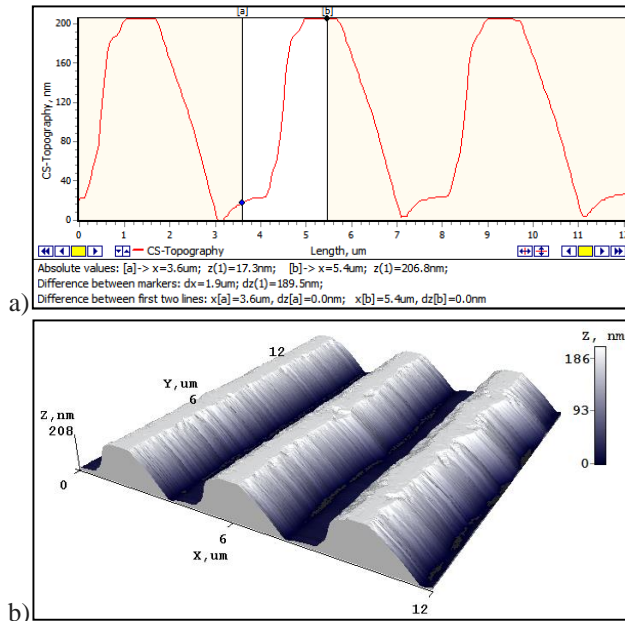 [a] [b]
200
160
120
80
40
0
CS-Topography, nm
0 1 2 3 4 5 6 7 8 9 10 11 12
CS-Topography Length, um
Absolute values: [a]-> x=3.6um; z(1)=17.3nm; [b]-> x=5.4um; z(1)=206.8nm
Difference between markers: dx=1.9um; dz(1)=189.5nm
Difference between first two lines: x[a]=3.6um, dz[a]=0.0nm; x[b]=5.4um, dz[b]=0.0nm
a)
Z, nm
186
93
0
12
Y,um
6
Z,nm
208
0
6
X,um
12
b)